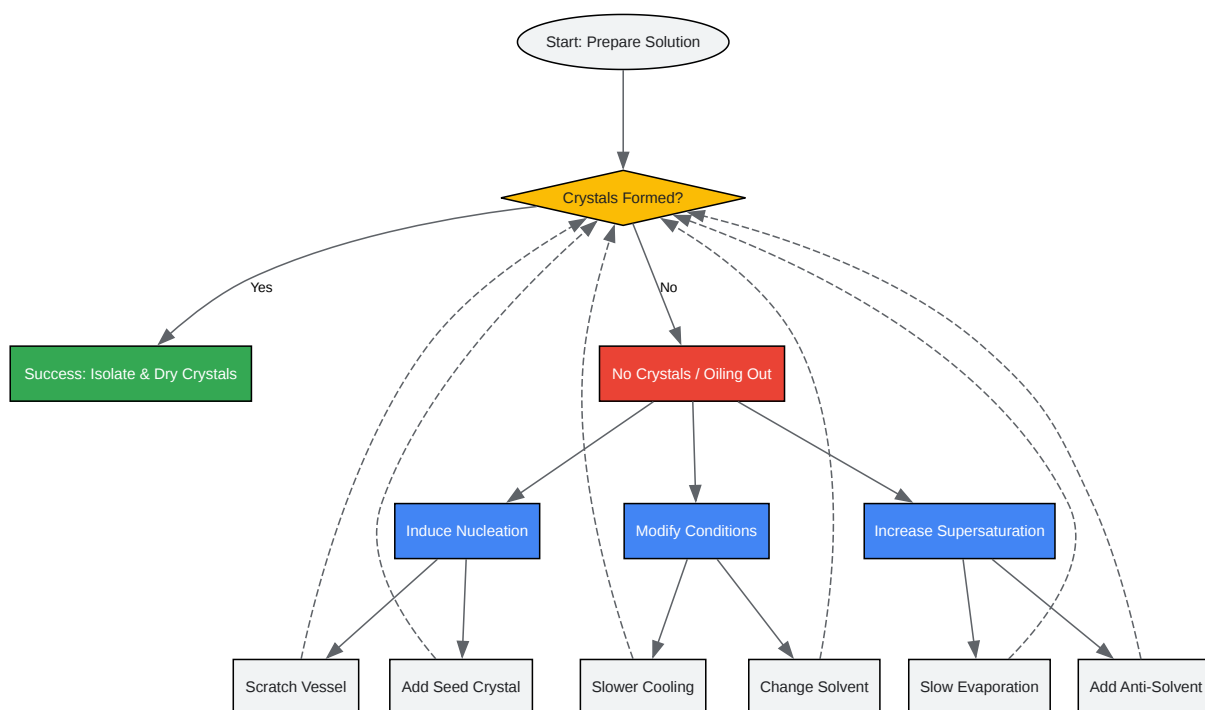 Start: Prepare Solution
Crystals Formed?
Yes
No
Success: Isolate & Dry Crystals
No Crystals / Oiling Out
Induce Nucleation
Modify Conditions
Increase Supersaturation
Scratch Vessel
Add Seed Crystal
Slower Cooling
Change Solvent
Slow Evaporation
Add Anti-Solvent